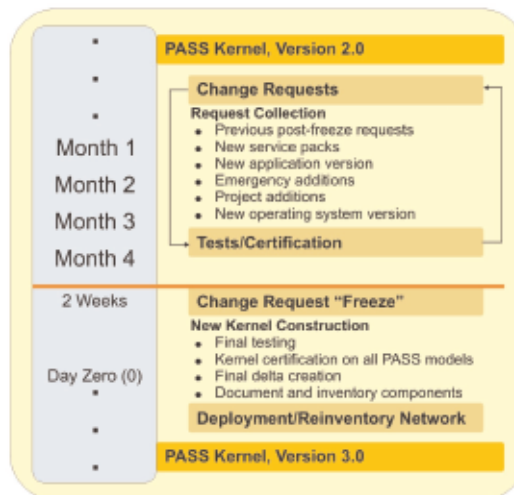 PASS Kernel, Version 2.0
Change Requests
Request Collection
• Previous post-freeze requests
• New service packs
• New application version
• Emergency additions
• Project additions
• New operating system version
Tests/Certification
Month 1
Month 2
Month 3
Month 4
2 Weeks
Change Request “Freeze”
New Kernel Construction
• Final testing
• Kernel certification on all PASS models
• Final delta creation
• Document and inventory components
Day Zero (0)
Deployment/Reinventory Network
PASS Kernel, Version 3.0